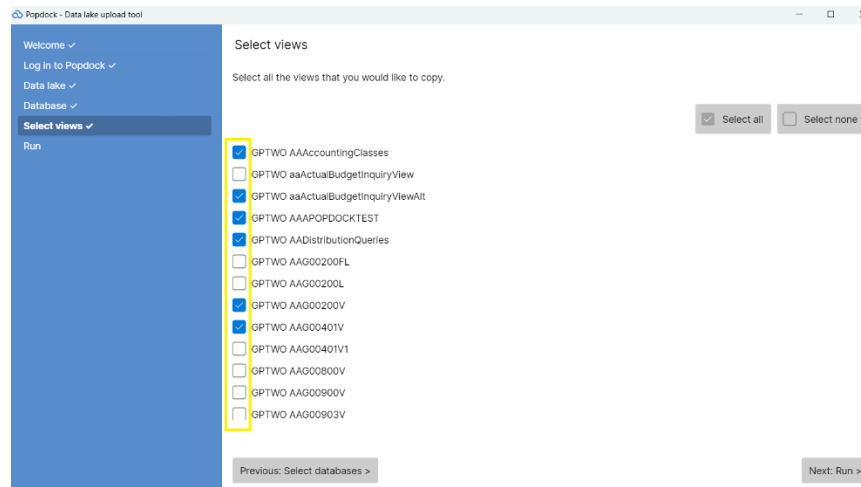 Popdock - Data lake upload tool
Welcome ✓
Log in to Popdock ✓
Data lake ✓
Database ✓
Select views ✓
Run
Select views
Select all the views that you would like to copy.
Select all
Select none
GPTWO AAAccountingClasses
GPTWO aaActualBudgetInquiryView
GPTWO aaActualBudgetInquiryViewAlt
GPTWO AAAPOPDOCKTEST
GPTWO AADistributionQueries
GPTWO AAG00200FL
GPTWO AAG00200L
GPTWO AAG00200V
GPTWO AAG00401V
GPTWO AAG00401V1
GPTWO AAG00800V
GPTWO AAG00900V
GPTWO AAG00903V
Previous: Select databases >
Next: Run >